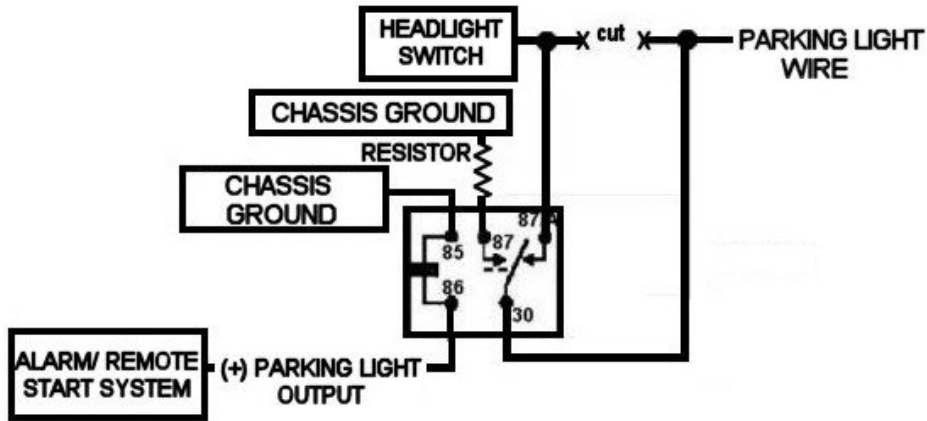 HEADLIGHT
SWITCH
X cut X
PARKING LIGHT
WIRE
CHASSIS GROUND
RESISTOR
CHASSIS
GROUND
85
87
87A
86
30
ALARM/ REMOTE
START SYSTEM
(+) PARKING LIGHT
OUTPUT